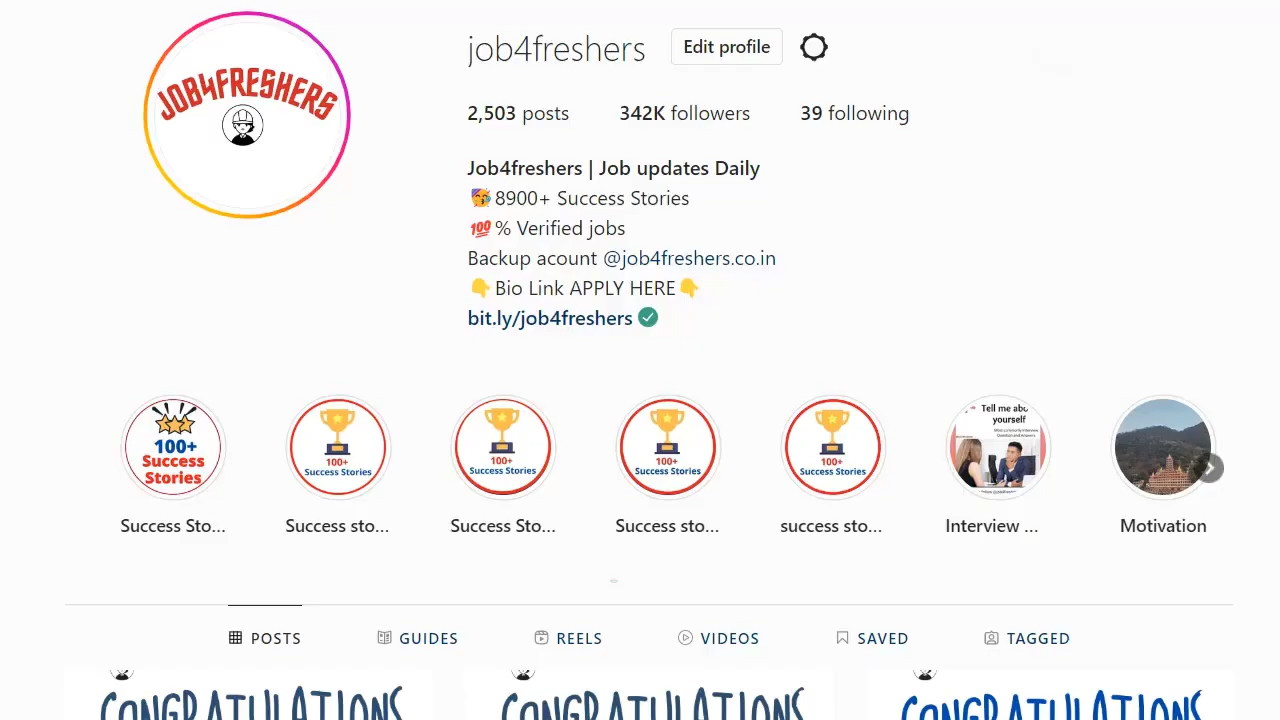 JOB4FRESHERS
job4freshers Edit profile
2,503 posts 342K followers 39 following
Job4freshers | Job updates Daily
🥳 8900+ Success Stories
💯 % Verified jobs
Backup acount @job4freshers.co.in
👇 Bio Link APPLY HERE 👇
bit.ly/job4freshers
100+
Success
Stories
100+
Success Stories
100+
Success Stories
100+
Success Stories
100+
Success Stories
Tell me abo
yourself
Success Sto... Success sto... Success Sto... Success sto... success sto... Interview ... Motivation
POSTS GUIDES REELS VIDEOS SAVED TAGGED
CONGRATULATIONS CONGRATULATIONS CONGRATULATIONS